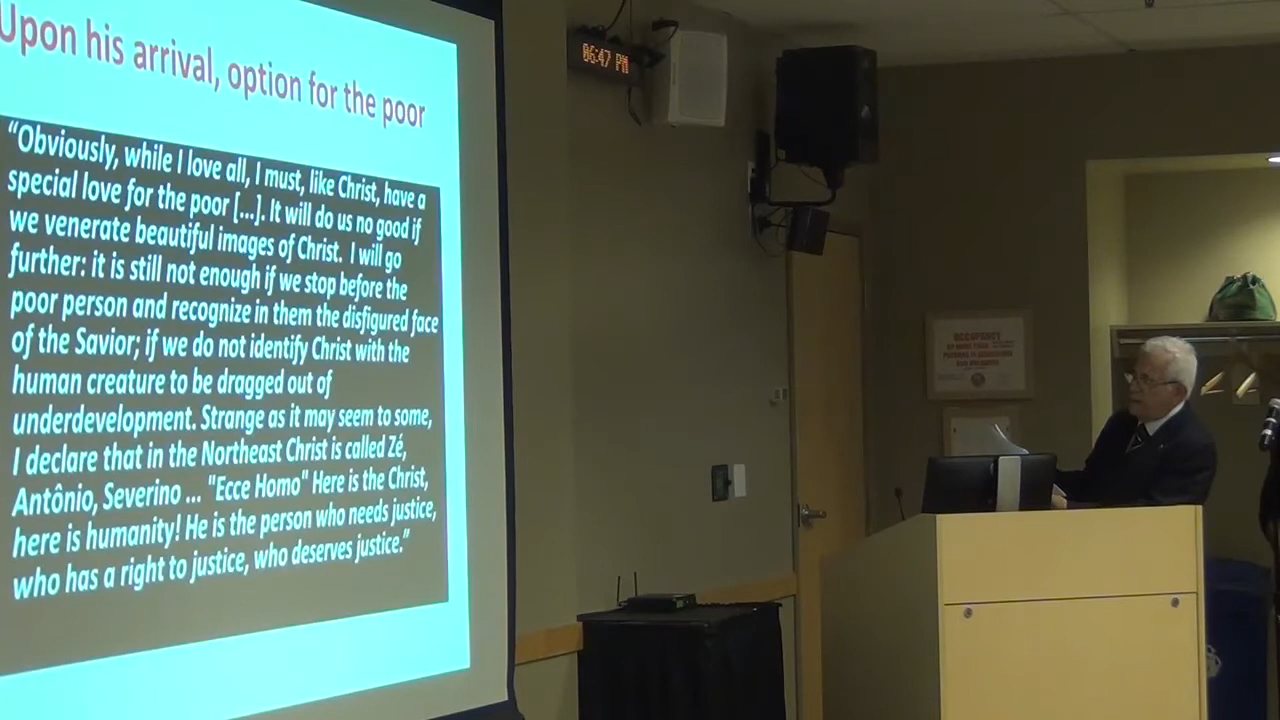 Upon his arrival, option for the poor
“Obviously, while I love all, I must, like Christ, have a
special love for the poor [...]. It will do us no good if
we venerate beautiful images of Christ. I will go
further: it is still not enough if we stop before the
poor person and recognize in them the disfigured face
of the Savior; if we do not identify Christ with the
human creature to be dragged out of
underdevelopment. Strange as it may seem to some,
I declare that in the Northeast Christ is called Zé,
Antônio, Severino ... "Ecce Homo" Here is the Christ,
here is humanity! He is the person who needs justice,
who has a right to justice, who deserves justice.”
06:47 PM
OCCUPANCY
BY MORE THAN